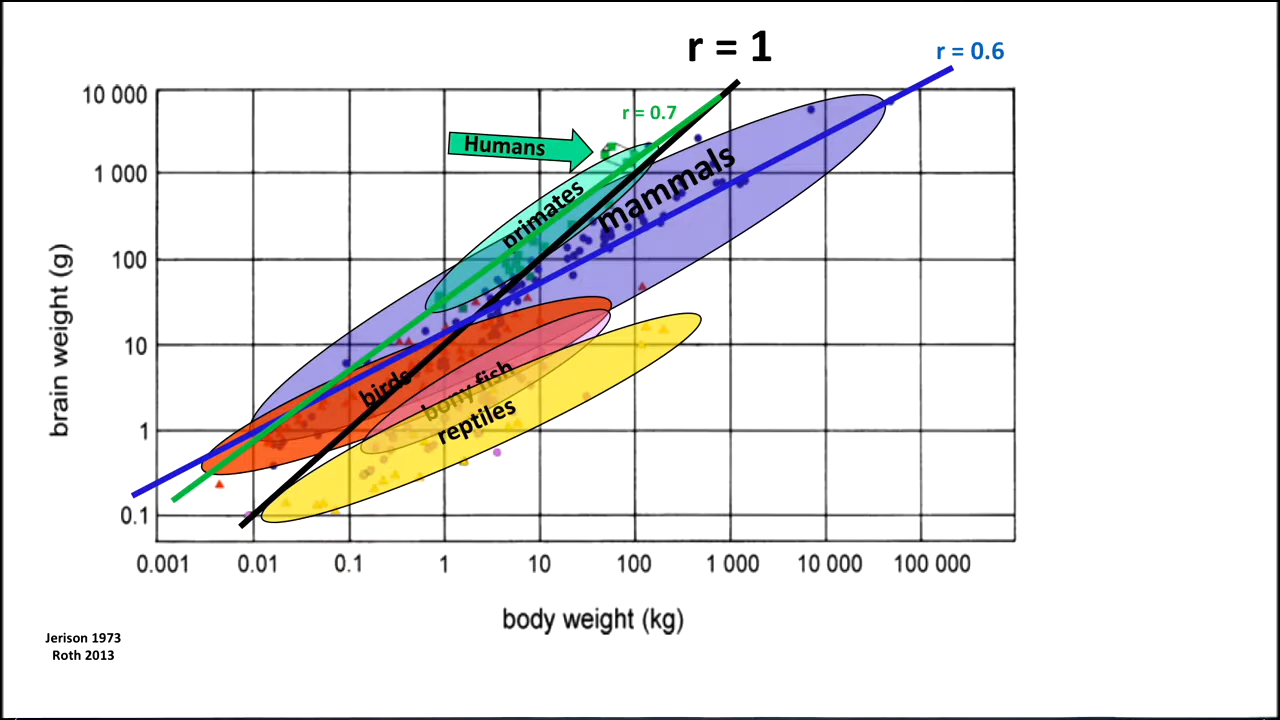 r = 1
r = 0.6
10 000
r = 0.7
Humans
1 000
mammals
primates
100
brain weight (g)
10
birds
bony fish
reptiles
1
0.1
0.001 0.01 0.1 1 10 100 1 000 10 000 100 000
body weight (kg)
Jerison 1973
Roth 2013